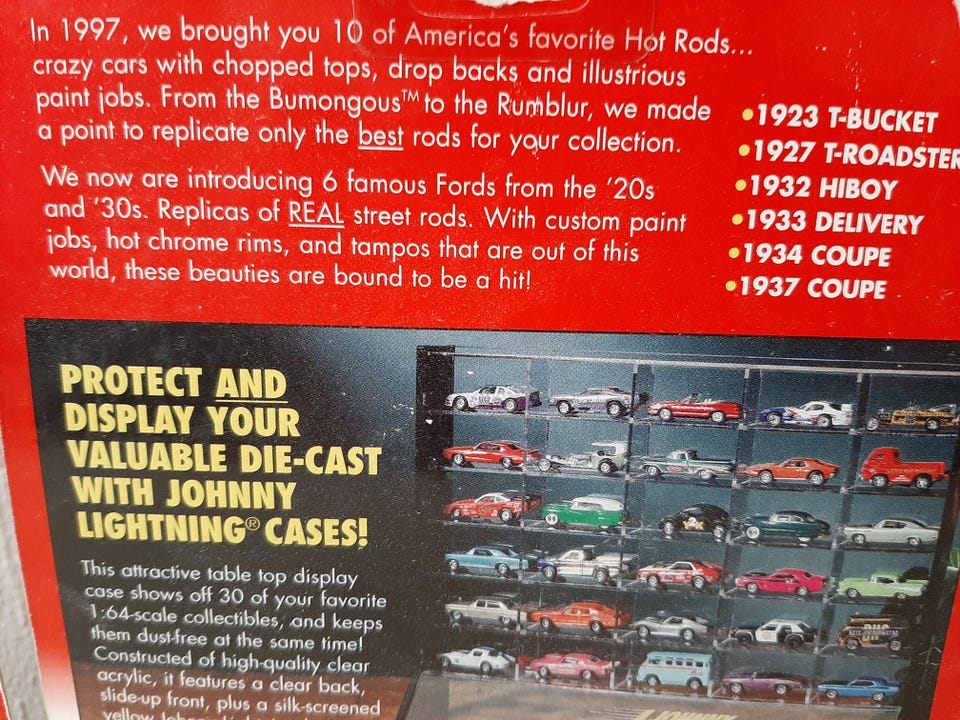 In 1997, we brought you 10 of America's favorite Hot Rods...
crazy cars with chopped tops, drop backs and illustrious
paint jobs. From the Bumongous™ to the Rumblur, we made
a point to replicate only the best rods for your collection.
We now are introducing 6 famous Fords from the '20s
and '30s. Replicas of REAL street rods. With custom paint
jobs, hot chrome rims, and tampos that are out of this
world, these beauties are bound to be a hit!
•1923 T-BUCKET
•1927 T-ROADSTER
•1932 HIBOY
•1933 DELIVERY
•1934 COUPE
•1937 COUPE
PROTECT AND
DISPLAY YOUR
VALUABLE DIE-CAST
WITH JOHNNY
LIGHTNING® CASES!
This attractive table top display
case shows off 30 of your favorite
1:64-scale collectibles, and keeps
them dust-free at the same time!
Constructed of high-quality clear
acrylic, it features a clear back,
slide-up front, plus a silk-screened
yellow
JOHNNY